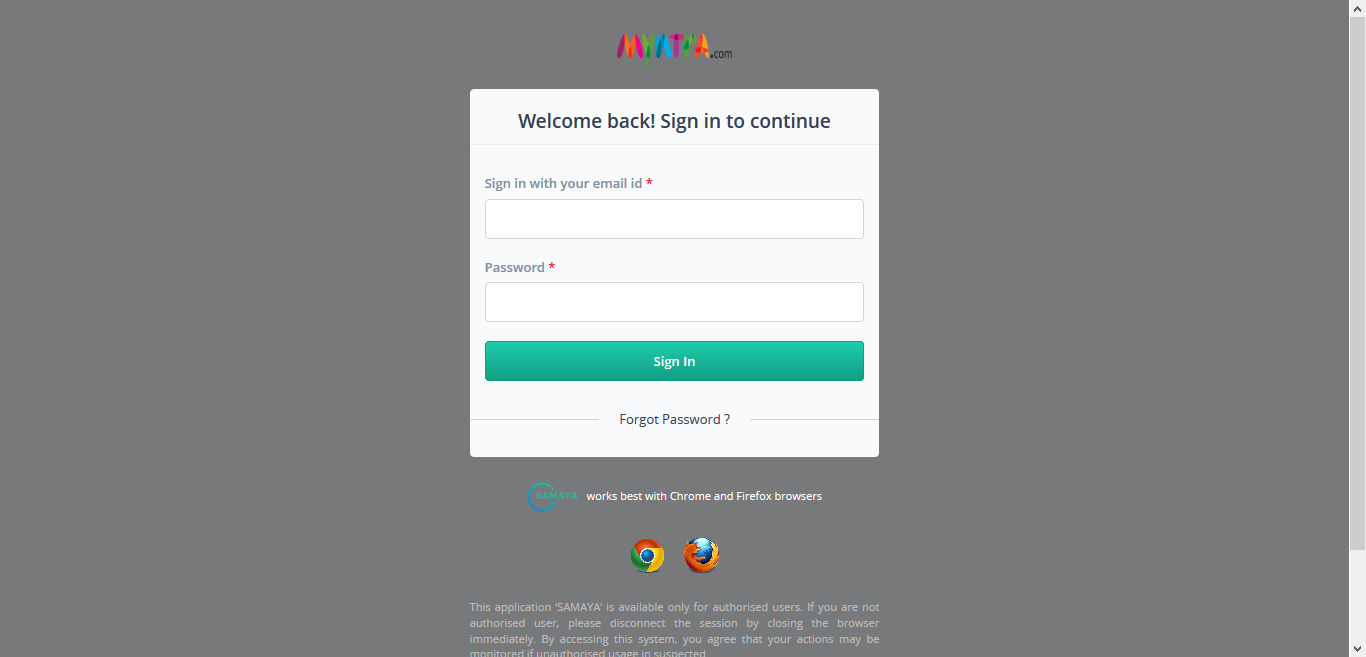 MYATRA.com
Welcome back! Sign in to continue
Sign in with your email id *
Password *
Sign In
Forgot Password ?
SAMAYA works best with Chrome and Firefox browsers
This application ‘SAMAYA’ is available only for authorised users. If you are not
authorised user, please disconnect the session by closing the browser
immediately. By accessing this system, you agree that your actions may be
monitored if unauthorised usage in suspected